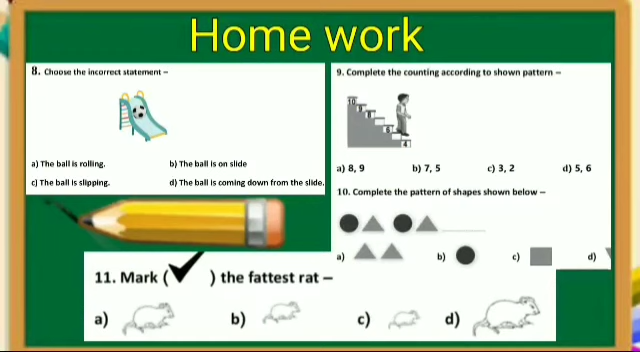 Home work
8. Choose the incorrect statement –
a) The ball is rolling.
b) The ball is on slide
c) The ball is slipping.
d) The ball is coming down from the slide.
9. Complete the counting according to shown pattern –
10
9
8
6
4
a) 8, 9
b) 7, 5
c) 3, 2
d) 5, 6
10. Complete the pattern of shapes shown below –
a)
b)
c)
d)
11. Mark (✓) the fattest rat –
a)
b)
c)
d)